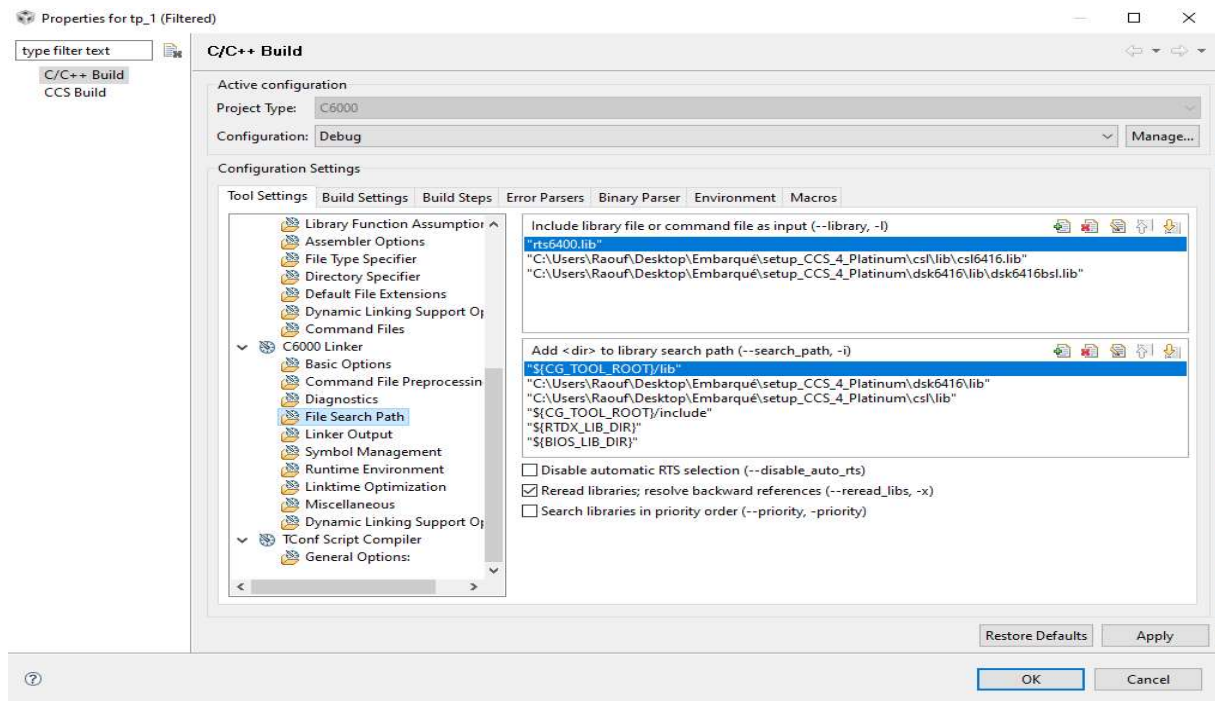 Properties for tp_1 (Filtered)
type filter text
C/C++ Build
CCS Build
C/C++ Build
Active configuration
Project Type: C6000
Configuration: Debug
Manage...
Configuration Settings
Tool Settings Build Settings Build Steps Error Parsers Binary Parser Environment Macros
Library Function Assumption
Assembler Options
File Type Specifier
Directory Specifier
Default File Extensions
Dynamic Linking Support Op
Command Files
C6000 Linker
Basic Options
Command File Preprocessin
Diagnostics
File Search Path
Linker Output
Symbol Management
Runtime Environment
Linktime Optimization
Miscellaneous
Dynamic Linking Support Op
TConf Script Compiler
General Options:
Include library file or command file as input (--library, -l)
"rts6400.lib"
"C:\Users\Raouf\Desktop\Embarqué\setup_CCS_4_Platinum\csl\lib\csl6416.lib"
"C:\Users\Raouf\Desktop\Embarqué\setup_CCS_4_Platinum\dsk6416\lib\dsk6416bsl.lib"
Add <dir> to library search path (--search_path, -i)
"${CG_TOOL_ROOT}/lib"
"C:\Users\Raouf\Desktop\Embarqué\setup_CCS_4_Platinum\dsk6416\lib"
"C:\Users\Raouf\Desktop\Embarqué\setup_CCS_4_Platinum\csl\lib"
"${CG_TOOL_ROOT}/include"
"${RTDX_LIB_DIR}"
"${BIOS_LIB_DIR}"
Disable automatic RTS selection (--disable_auto_rts)
Reread libraries; resolve backward references (--reread_libs, -x)
Search libraries in priority order (--priority, -priority)
Restore Defaults Apply
OK Cancel